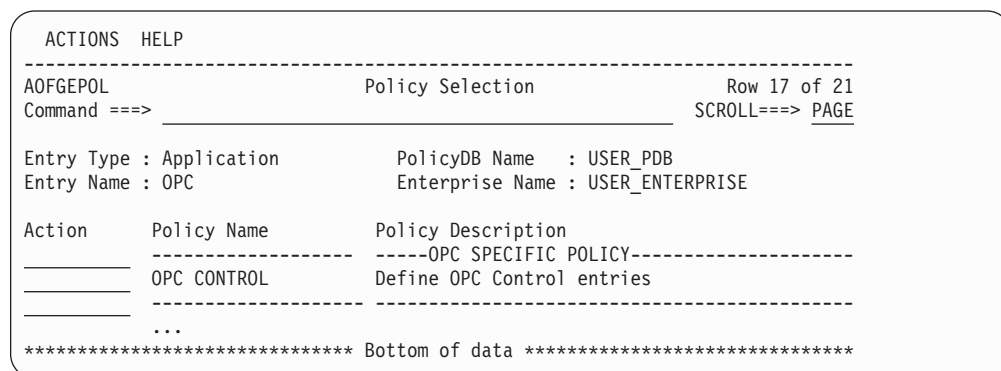 ACTIONS HELP
------------------------------------------------------------------------------
AOFGEPOL Policy Selection Row 17 of 21
Command ===> SCROLL===> PAGE
Entry Type : Application PolicyDB Name : USER_PDB
Entry Name : OPC Enterprise Name : USER_ENTERPRISE
Action Policy Name Policy Description
------------------- -----OPC SPECIFIC POLICY---------------------
OPC CONTROL Define OPC Control entries
-------------------- ---------------------------------------------
...
******************************* Bottom of data *******************************